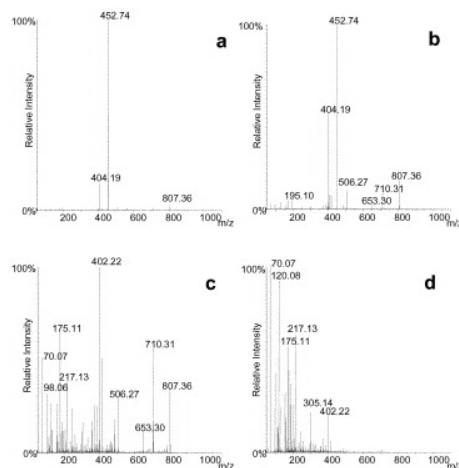 100%
452.74
a
Relative Intensity
404.19
807.36
0%
200 400 600 800 1000
m/z
100%
452.74
b
Relative Intensity
404.19
807.36
506.27
710.31
195.10
653.30
0%
200 400 600 800 1000
m/z
100%
402.22
c
Relative Intensity
175.11
710.31
70.07
217.13
807.36
98.06
506.27
653.30
0%
200 400 600 800 1000
m/z
100%
70.07
d
120.08
Relative Intensity
217.13
175.11
305.14
402.22
0%
200 400 600 800 1000
m/z